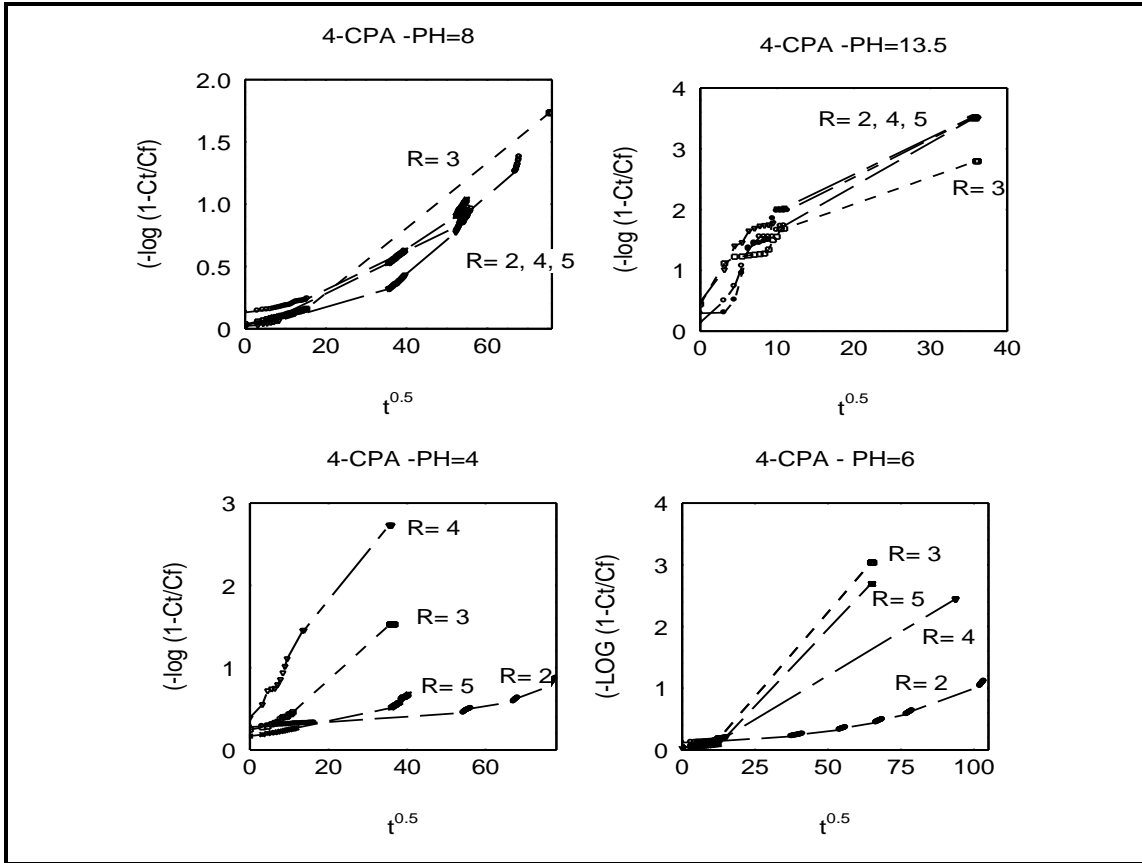 4-CPA -PH=8
2.0
1.5
1.0
0.5
0
0
20
40
60
R= 3
R= 2, 4, 5
(-log (1-Ct/Cf)
t^0.5
4-CPA -PH=13.5
4
3
2
1
0
0
10
20
30
40
R= 2, 4, 5
R= 3
(-log (1-Ct/Cf)
t^0.5
4-CPA -PH=4
3
2
1
0
0
20
40
60
R= 4
R= 3
R= 5
R= 2
(-log (1-Ct/Cf)
t^0.5
4-CPA - PH=6
4
3
2
1
0
0
25
50
75
100
R= 3
R= 5
R= 4
R= 2
(-LOG (1-Ct/Cf)
t^0.5